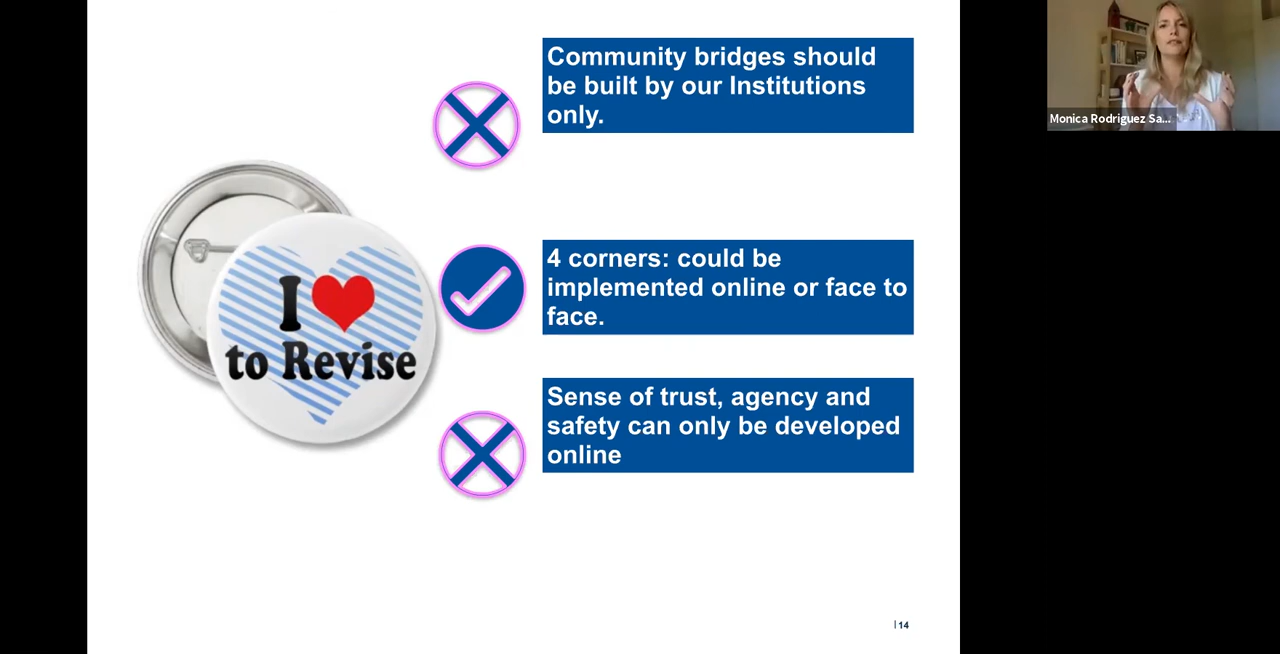 Community bridges should
be built by our Institutions
only.
4 corners: could be
implemented online or face to
face.
Sense of trust, agency and
safety can only be developed
online
I
to Revise
14
Monica Rodriguez Sa...